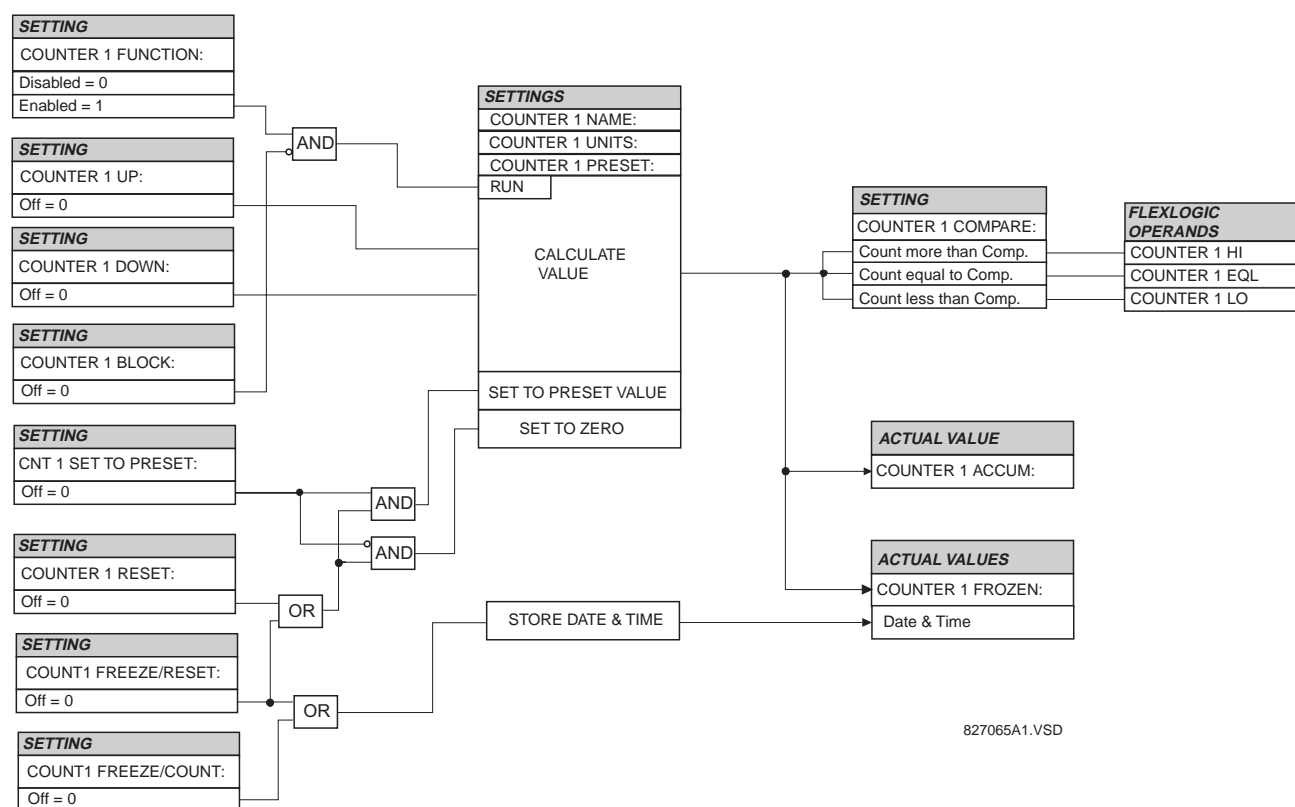 SETTING
COUNTER 1 FUNCTION:
Disabled = 0
Enabled = 1
SETTING
COUNTER 1 UP:
Off = 0
SETTING
COUNTER 1 DOWN:
Off = 0
SETTING
COUNTER 1 BLOCK:
Off = 0
SETTING
CNT 1 SET TO PRESET:
Off = 0
SETTING
COUNTER 1 RESET:
Off = 0
SETTING
COUNT1 FREEZE/RESET:
Off = 0
SETTING
COUNT1 FREEZE/COUNT:
Off = 0
AND
AND
AND
OR
OR
SETTINGS
COUNTER 1 NAME:
COUNTER 1 UNITS:
COUNTER 1 PRESET:
RUN
CALCULATE
VALUE
SET TO PRESET VALUE
SET TO ZERO
STORE DATE & TIME
SETTING
COUNTER 1 COMPARE:
Count more than Comp.
Count equal to Comp.
Count less than Comp.
FLEXLOGIC
OPERANDS
COUNTER 1 HI
COUNTER 1 EQL
COUNTER 1 LO
ACTUAL VALUE
COUNTER 1 ACCUM:
ACTUAL VALUES
COUNTER 1 FROZEN:
Date & Time
827065A1.VSD